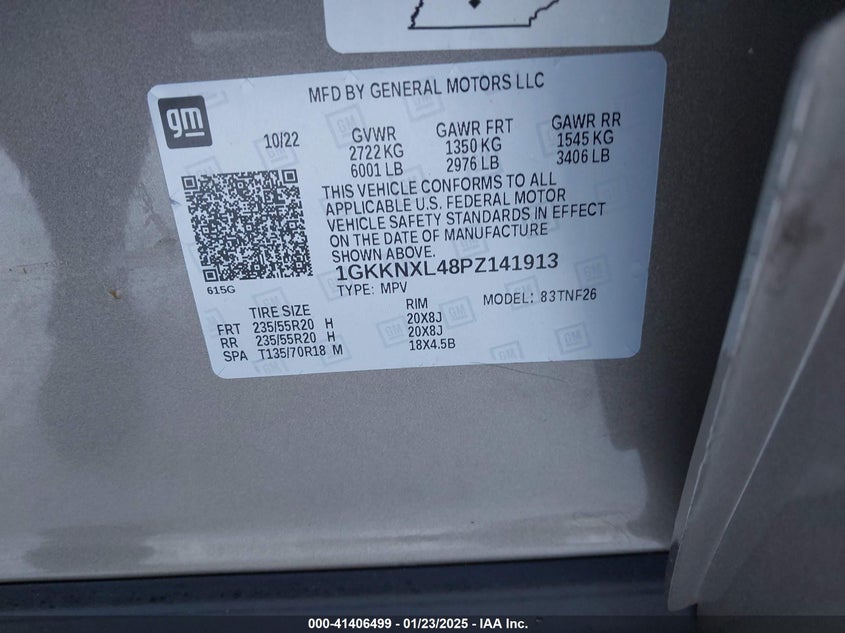 MFD BY GENERAL MOTORS LLC
gm
10/22
GVWR GAWR FRT GAWR RR
2722 KG 1350 KG 1545 KG
6001 LB 2976 LB 3406 LB
THIS VEHICLE CONFORMS TO ALL
APPLICABLE U.S. FEDERAL MOTOR
VEHICLE SAFETY STANDARDS IN EFFECT
ON THE DATE OF MANUFACTURE
SHOWN ABOVE.
615G
1GKKNXL48PZ141913
TYPE: MPV MODEL: 83TNF26
TIRE SIZE RIM
FRT 235/55R20 H 20X8J
RR 235/55R20 H 20X8J
SPA T135/70R18 M 18X4.5B
000-41406499 — 01/23/2025 — IAA Inc.